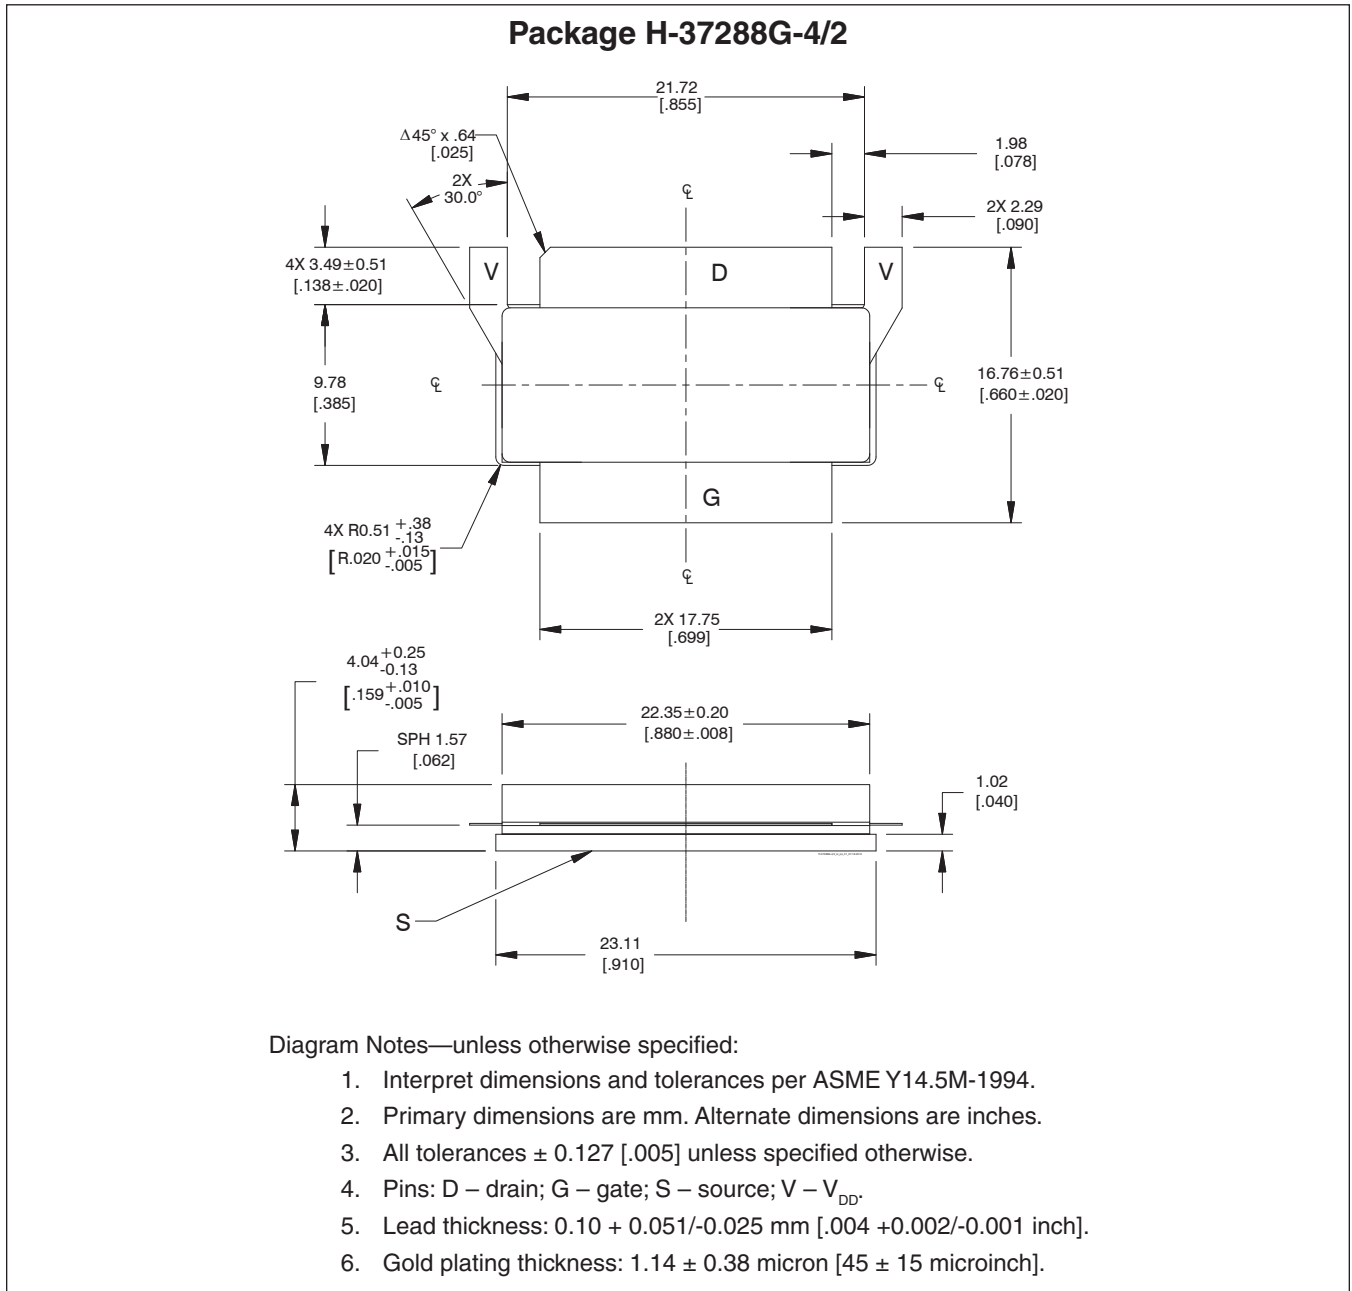 Package H-37288G-4/2
21.72
[.855]
Δ45° x .64
[.025]
1.98
[.078]
2X
30.0°
℄
2X 2.29
[.090]
4X 3.49±0.51
[.138±.020]
V
D
V
9.78
[.385]
℄
℄
16.76±0.51
[.660±.020]
G
4X R0.51 +.38
-.13
[R.020 +.015
-.005]
℄
2X 17.75
[.699]
4.04 +0.25
-0.13
[.159 +.010
-.005]
22.35±0.20
[.880±.008]
SPH 1.57
[.062]
1.02
[.040]
S
23.11
[.910]
Diagram Notes—unless otherwise specified:
1. Interpret dimensions and tolerances per ASME Y14.5M-1994.
2. Primary dimensions are mm. Alternate dimensions are inches.
3. All tolerances ± 0.127 [.005] unless specified otherwise.
4. Pins: D – drain; G – gate; S – source; V – VDD.
5. Lead thickness: 0.10 + 0.051/-0.025 mm [.004 +0.002/-0.001 inch].
6. Gold plating thickness: 1.14 ± 0.38 micron [45 ± 15 microinch].